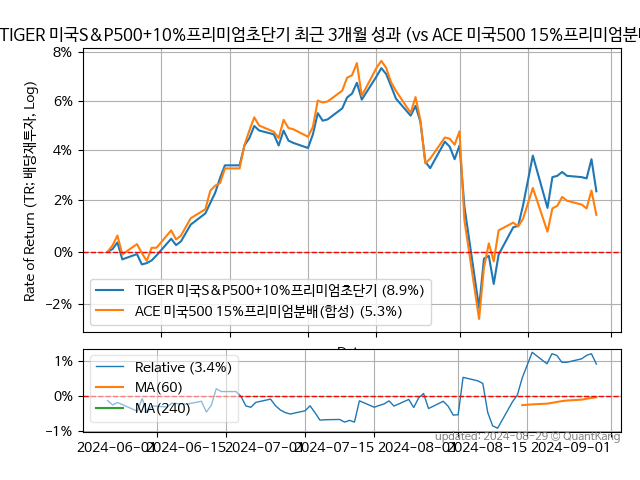 TIGER 미국S&P500+10%프리미엄초단기 최근 3개월 성과 (vs ACE 미국500 15%프리미엄분배
8%
6%
4%
2%
0%
−2%
Rate of Return (TR: 배당재투자, Log)
TIGER 미국S&P500+10%프리미엄초단기 (8.9%)
ACE 미국500 15%프리미엄분배(합성) (5.3%)
1%
0%
−1%
Relative (3.4%)
MA(60)
MA(240)
2024-06-01 2024-06-15 2024-07-01 2024-07-15 2024-08-01 2024-08-15 2024-09-01
updated: 2024-08-29 © QuantKang